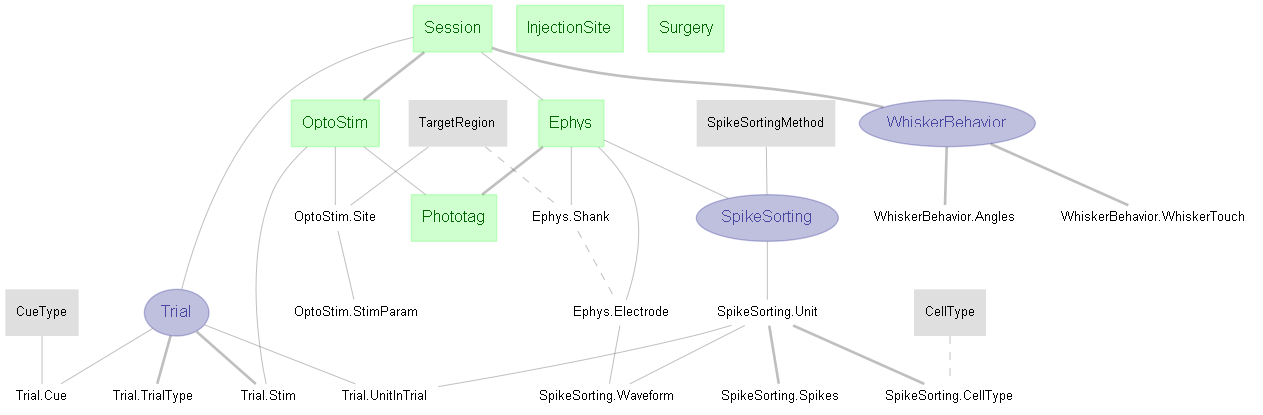 Session
InjectionSite
Surgery
OptoStim
TargetRegion
Ephys
SpikeSortingMethod
WhiskerBehavior
OptoStim.Site
Phototag
Ephys.Shank
SpikeSorting
WhiskerBehavior.Angles
WhiskerBehavior.WhiskerTouch
CueType
Trial
OptoStim.StimParam
Ephys.Electrode
SpikeSorting.Unit
CellType
Trial.Cue
Trial.TrialType
Trial.Stim
Trial.UnitInTrial
SpikeSorting.Waveform
SpikeSorting.Spikes
SpikeSorting.CellType